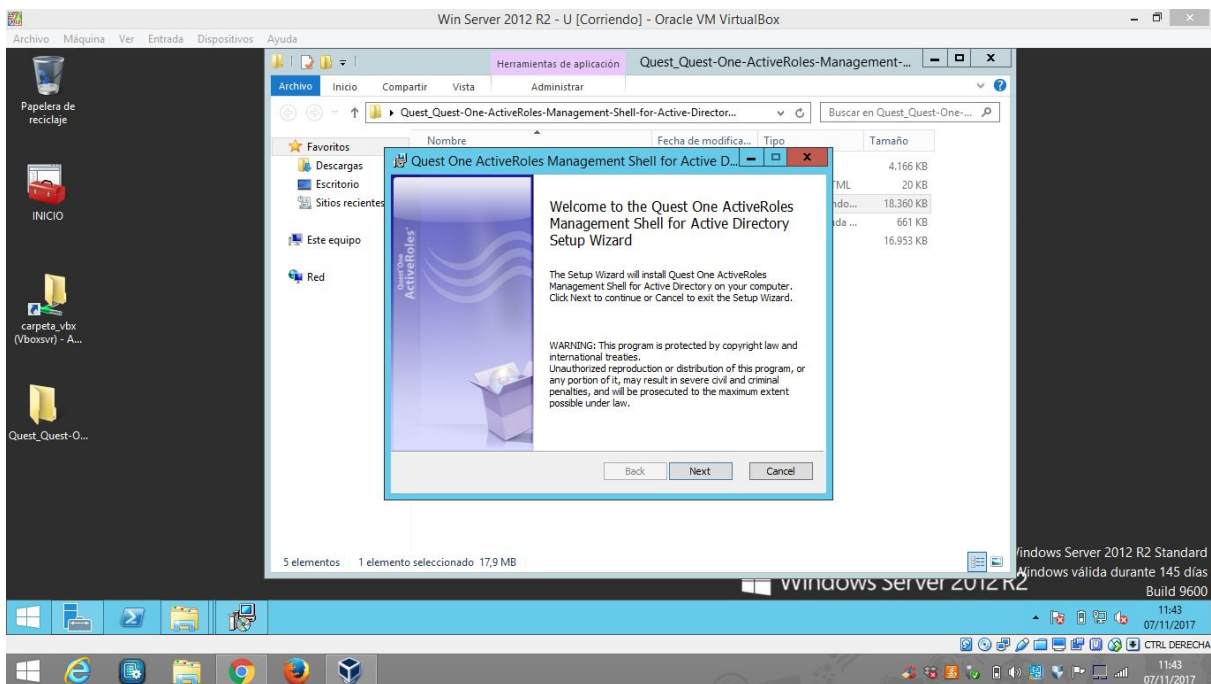 Win Server 2012 R2 - U [Corriendo] - Oracle VM VirtualBox
Archivo Máquina Ver Entrada Dispositivos Ayuda
Herramientas de aplicación Quest_Quest-One-ActiveRoles-Management-...
Archivo Inicio Compartir Vista Administrar
Quest_Quest-One-ActiveRoles-Management-Shell-for-Active-Director...
Buscar en Quest_Quest-One-...
Papelera de
reciclaje
INICIO
carpeta_vbx
(Vboxsvr) - A...
Quest_Quest-O...
Favoritos
Descargas
Escritorio
Sitios recientes
Este equipo
Red
Nombre Fecha de modifica... Tipo Tamaño
4.166 KB
TML 20 KB
ndo... 18.360 KB
ida ... 661 KB
16.953 KB
Quest One ActiveRoles Management Shell for Active D...
Quest One
ActiveRoles
Welcome to the Quest One ActiveRoles
Management Shell for Active Directory
Setup Wizard
The Setup Wizard will install Quest One ActiveRoles
Management Shell for Active Directory on your computer.
Click Next to continue or Cancel to exit the Setup Wizard.
WARNING: This program is protected by copyright law and
international treaties.
Unauthorized reproduction or distribution of this program, or
any portion of it, may result in severe civil and criminal
penalties, and will be prosecuted to the maximum extent
possible under law.
Back Next Cancel
5 elementos 1 elemento seleccionado 17,9 MB
Windows Server 2012 R2
Windows Server 2012 R2 Standard
Windows válida durante 145 días
Build 9600
11:43
07/11/2017
CTRL DERECHA
11:43
07/11/2017